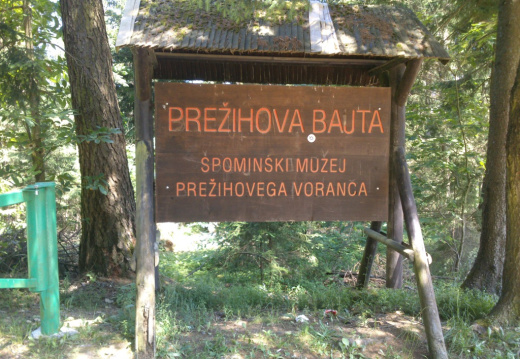 PREŽIHOVA BAJTA
SPOMINSKI MUZEJ
PREŽIHOVEGA VORANCA